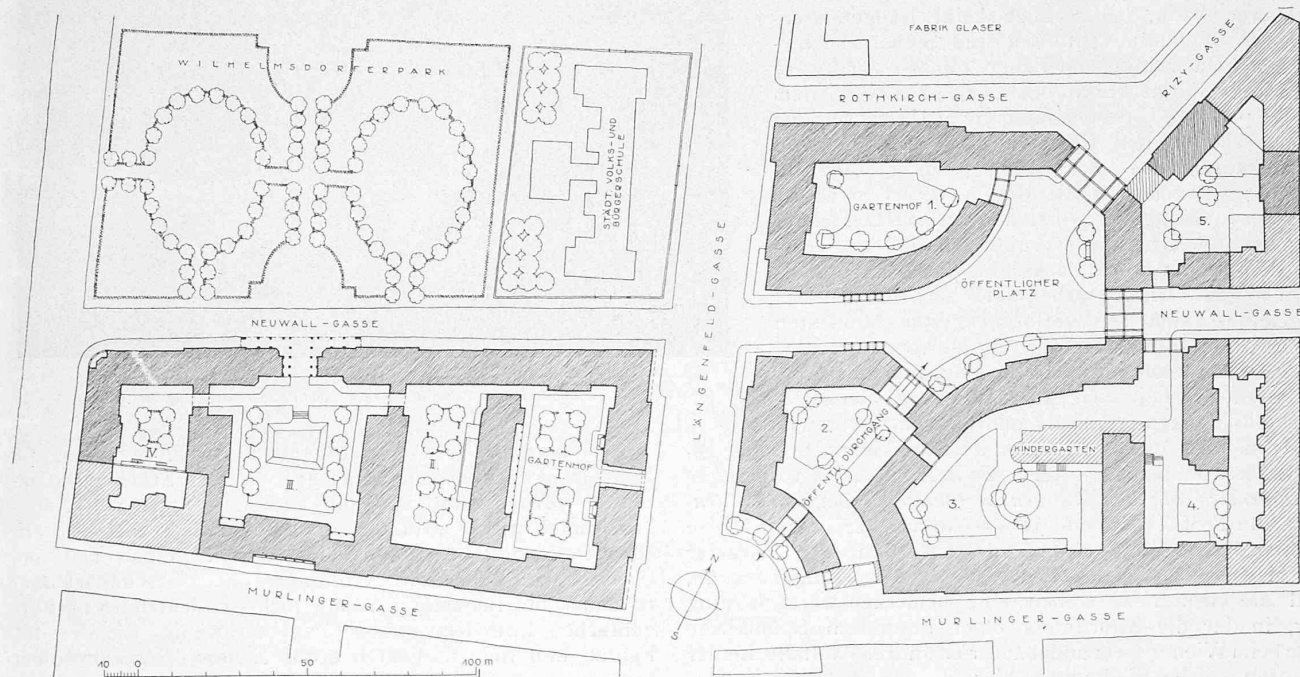 FABRIK GLASER
WILHELMSDORFERPARK
STÄDT. VOLKS- UND
BÜRGERSCHULE
ROTHKIRCH-GASSE
RIZY-GASSE
GARTENHOF 1.
5.
ÖFFENTLICHER
PLATZ
LÄNGENFELD-GASSE
NEUWALL-GASSE
NEUWALL-GASSE
IV.
III.
II.
GARTENHOF
I.
2.
ÖFFENTL. DURCHGANG
KINDERGARTEN
3.
4.
N
S
MURLINGER-GASSE
MURLINGER-GASSE
10 0 50 100 m